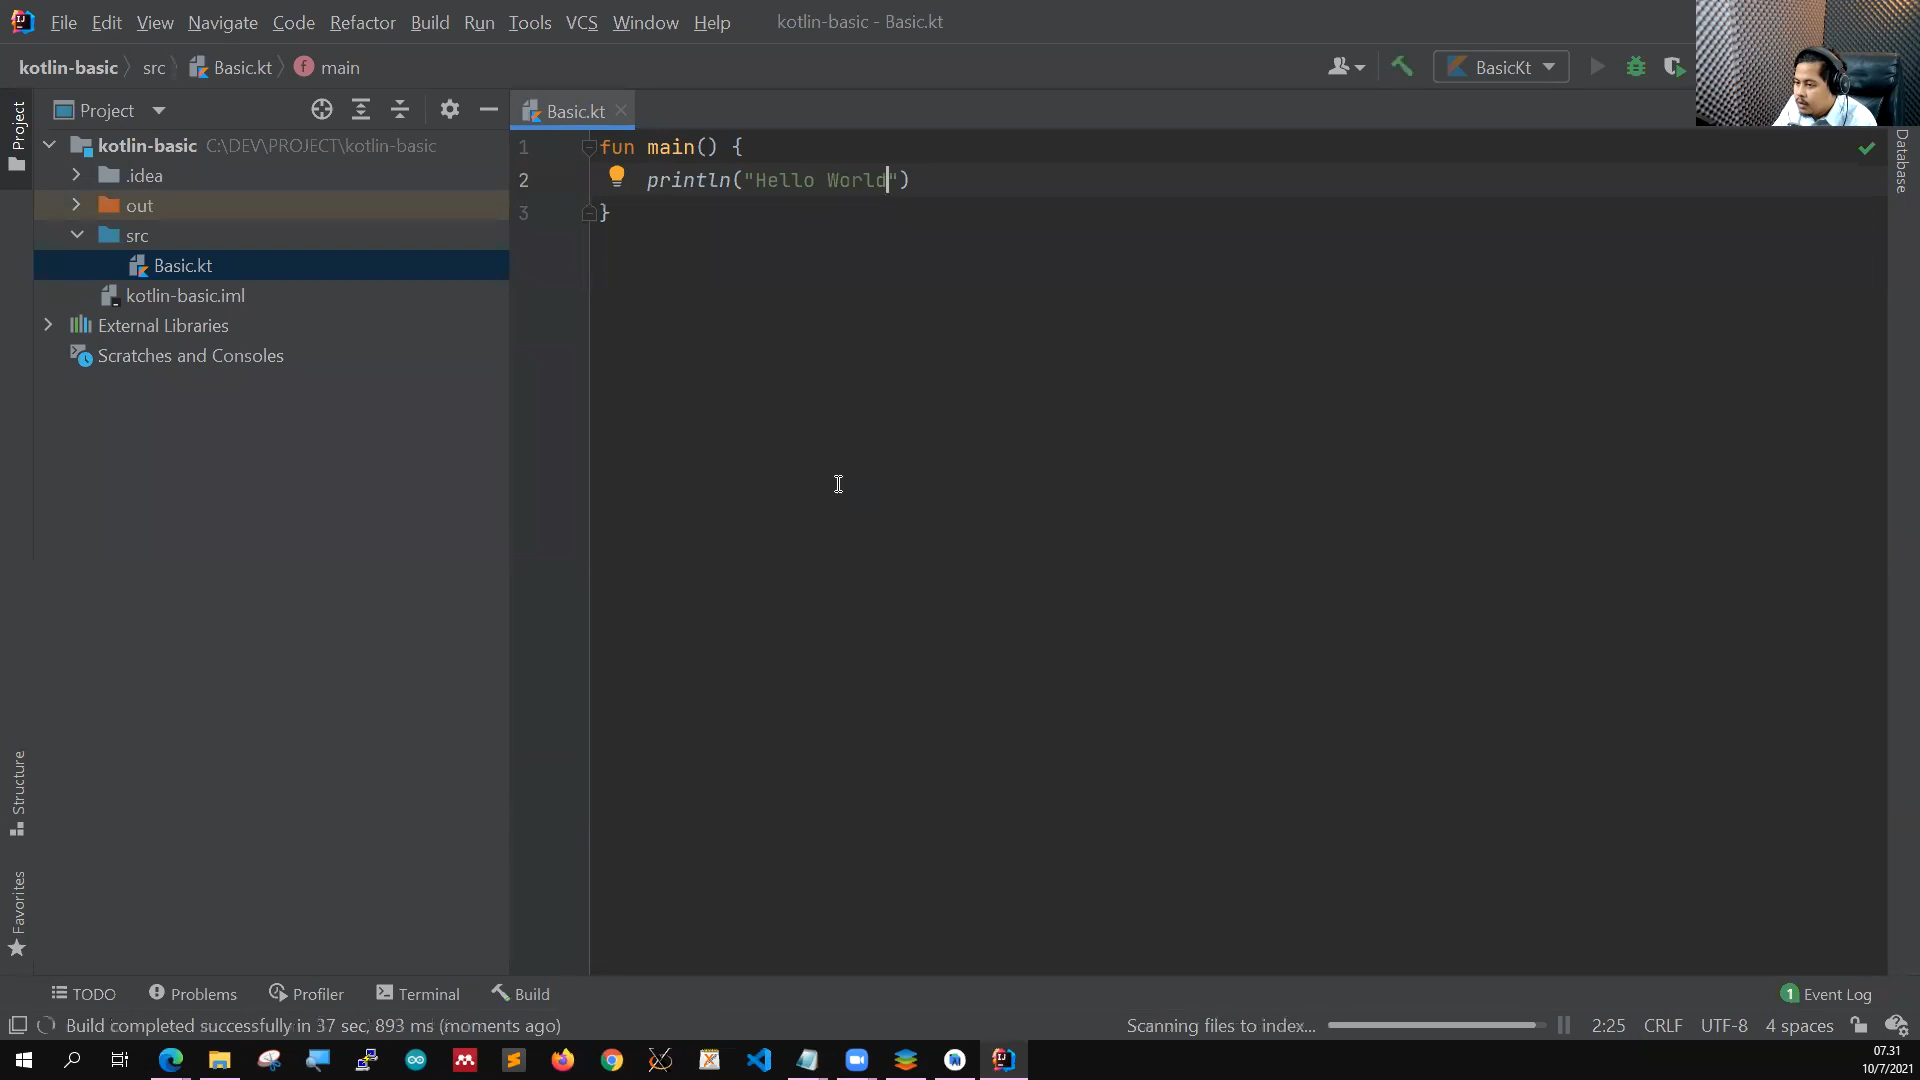 File Edit View Navigate Code Refactor Build Run Tools VCS Window Help kotlin-basic - Basic.kt
kotlin-basic src Basic.kt main
BasicKt
Project
Basic.kt
Project
kotlin-basic C:\DEV\PROJECT\kotlin-basic
.idea
out
src
Basic.kt
kotlin-basic.iml
External Libraries
Scratches and Consoles
1 fun main() {
2 println("Hello World")
3 }
Database
Structure
Favorites
TODO Problems Profiler Terminal Build
1 Event Log
Build completed successfully in 37 sec, 893 ms (moments ago)
Scanning files to index... 2:25 CRLF UTF-8 4 spaces
07.31
10/7/2021